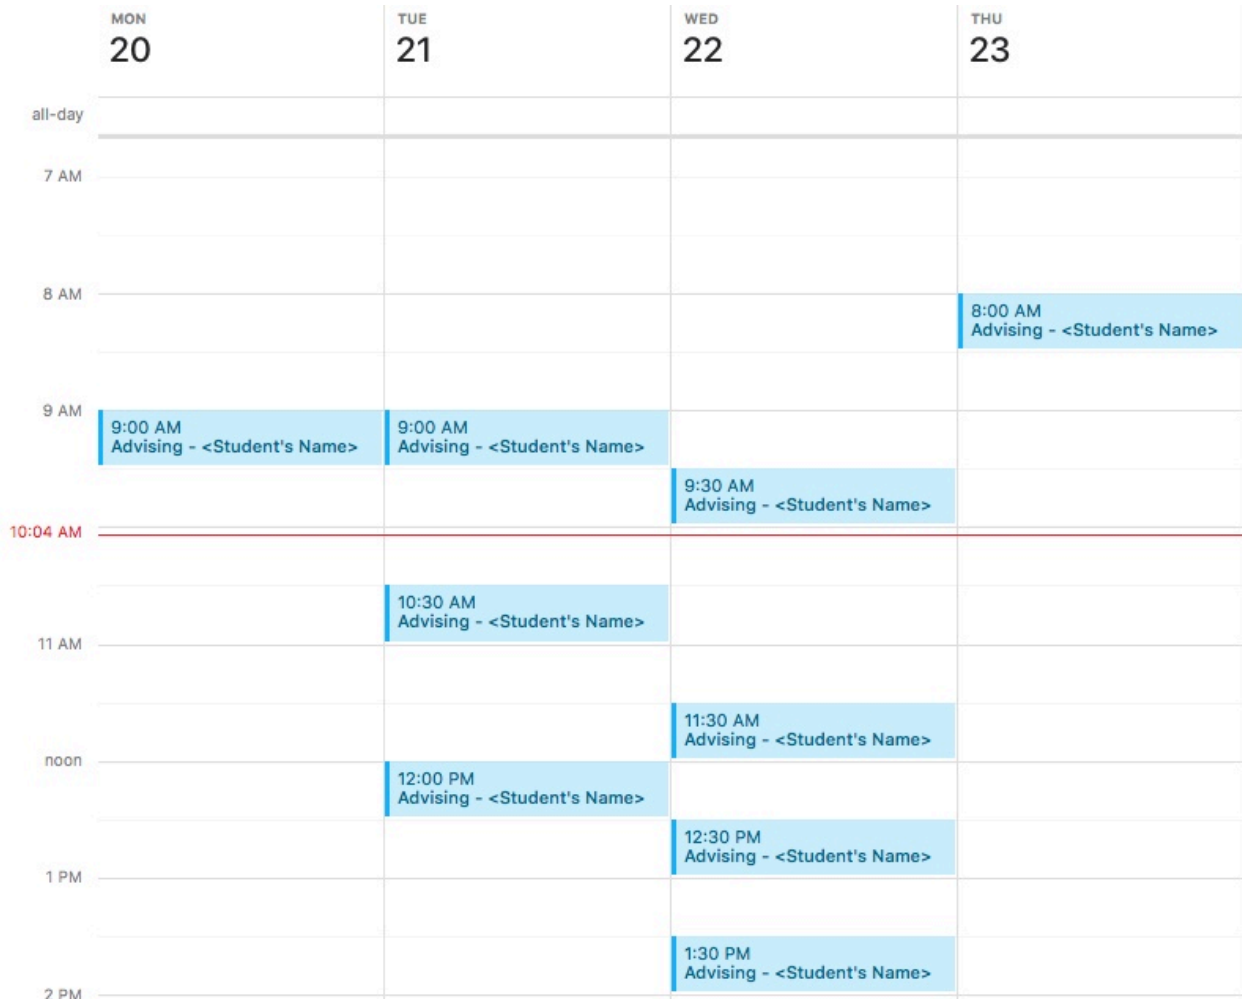 MON
20
TUE
21
WED
22
THU
23
all-day
7 AM
8 AM
8:00 AM
Advising - <Student's Name>
9 AM
9:00 AM
Advising - <Student's Name>
9:00 AM
Advising - <Student's Name>
9:30 AM
Advising - <Student's Name>
10:04 AM
10:30 AM
Advising - <Student's Name>
11 AM
11:30 AM
Advising - <Student's Name>
noon
12:00 PM
Advising - <Student's Name>
12:30 PM
Advising - <Student's Name>
1 PM
1:30 PM
Advising - <Student's Name>
2 PM